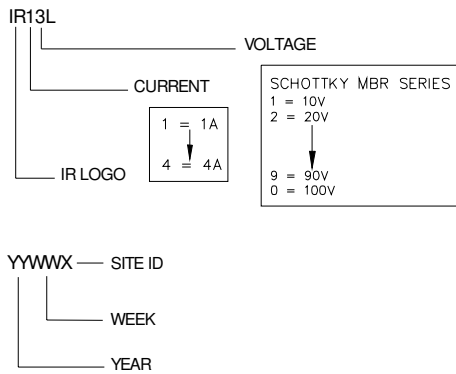 IR13L
VOLTAGE
CURRENT
IR LOGO
1 = 1A
4 = 4A
SCHOTTKY MBR SERIES
1 = 10V
2 = 20V
9 = 90V
0 = 100V
YYWWX
SITE ID
WEEK
YEAR